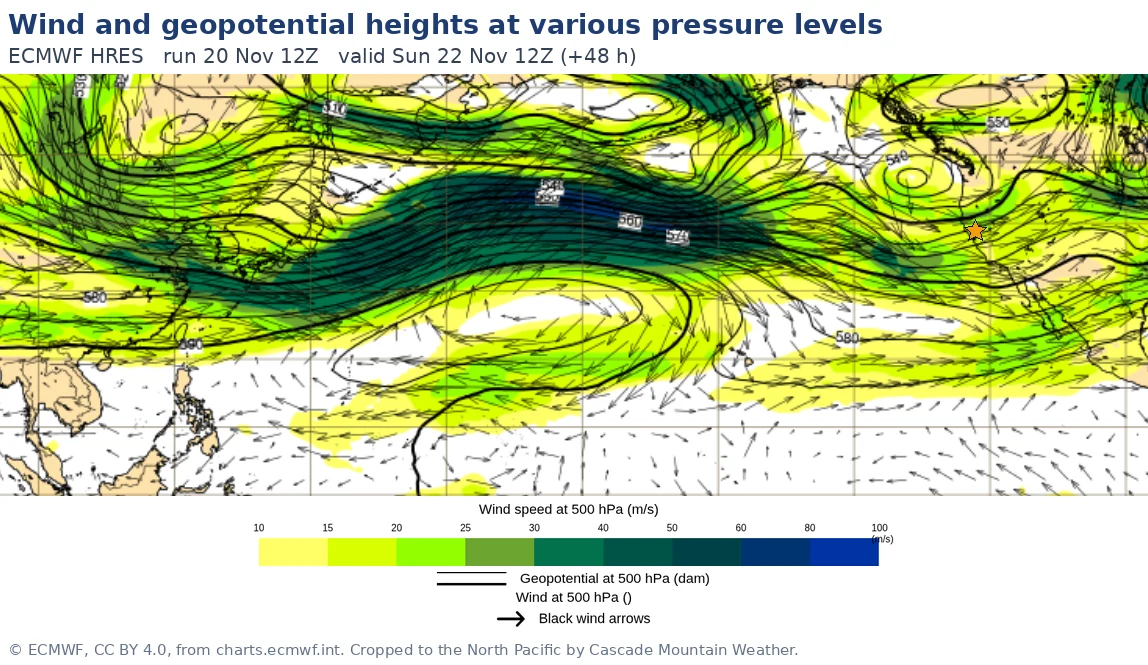 Wind and geopotential heights at various pressure levels
ECMWF HRES run 20 Nov 12Z valid Sun 22 Nov 12Z (+48 h)
510
550
540
560
570
580
580
Wind speed at 500 hPa (m/s)
10 15 20 25 30 40 50 60 80 100
(m/s)
Geopotential at 500 hPa (dam)
Wind at 500 hPa ()
Black wind arrows
© ECMWF, CC BY 4.0, from charts.ecmwf.int. Cropped to the North Pacific by Cascade Mountain Weather.